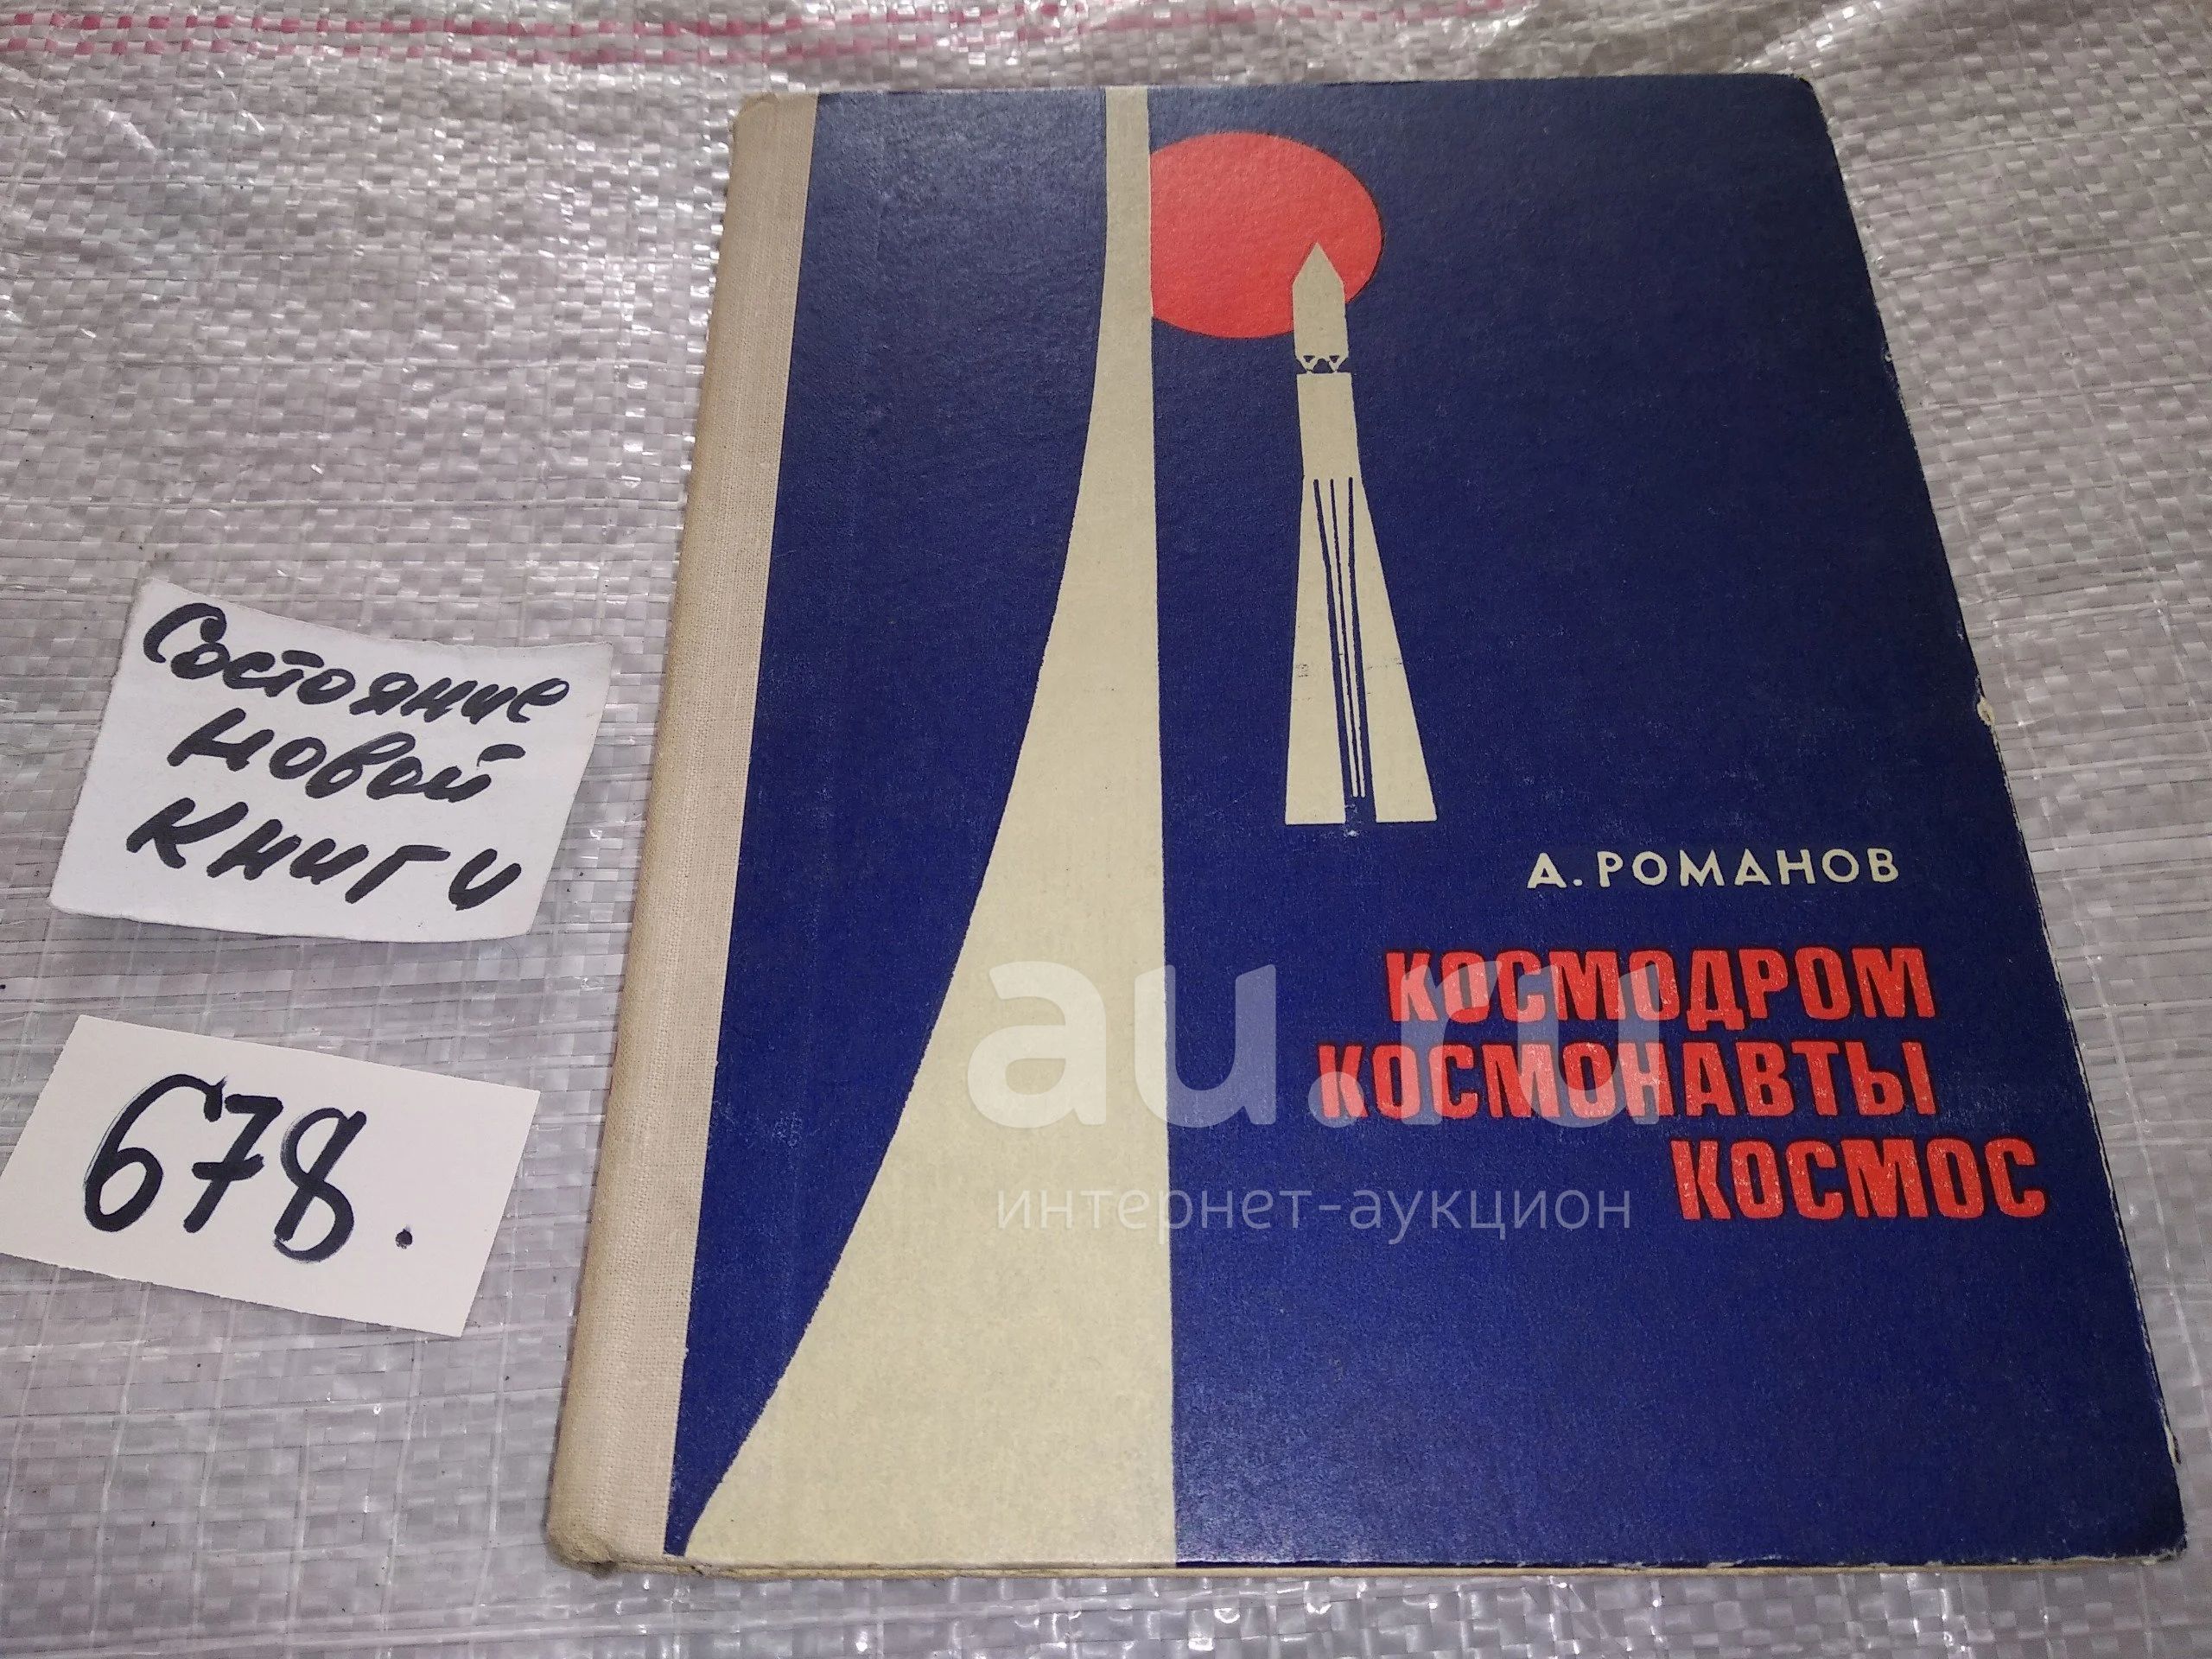 Состояние
новой
книги
678.
А. РОМАНОВ
КОСМОДРОМ
КОСМОНАВТЫ
КОСМОС
au.ru
интернет-аукцион